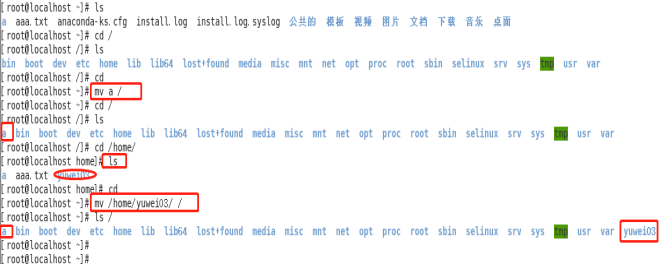 [root@localhost ~]# ls
a  aaa.txt  anaconda-ks.cfg  install.log  install.log.syslog  公共的  模板  视频  图片  文档  下载  音乐  桌面
[root@localhost ~]# cd /
[root@localhost /]# ls
bin  boot  dev  etc  home  lib  lib64  lost+found  media  misc  mnt  net  opt  proc  root  sbin  selinux  srv  sys  tmp  usr  var
[root@localhost /]# cd
[root@localhost ~]# mv a /
[root@localhost ~]# cd /
[root@localhost /]# ls
a  bin  boot  dev  etc  home  lib  lib64  lost+found  media  misc  mnt  net  opt  proc  root  sbin  selinux  srv  sys  tmp  usr  var
[root@localhost /]# cd /home/
[root@localhost home]# ls
a  aaa.txt  yuwei03
[root@localhost home]# cd
[root@localhost ~]# mv /home/yuwei03/ /
[root@localhost ~]# ls /
a  bin  boot  dev  etc  home  lib  lib64  lost+found  media  misc  mnt  net  opt  proc  root  sbin  selinux  srv  sys  tmp  usr  var  yuwei03
[root@localhost ~]#
[root@localhost ~]#